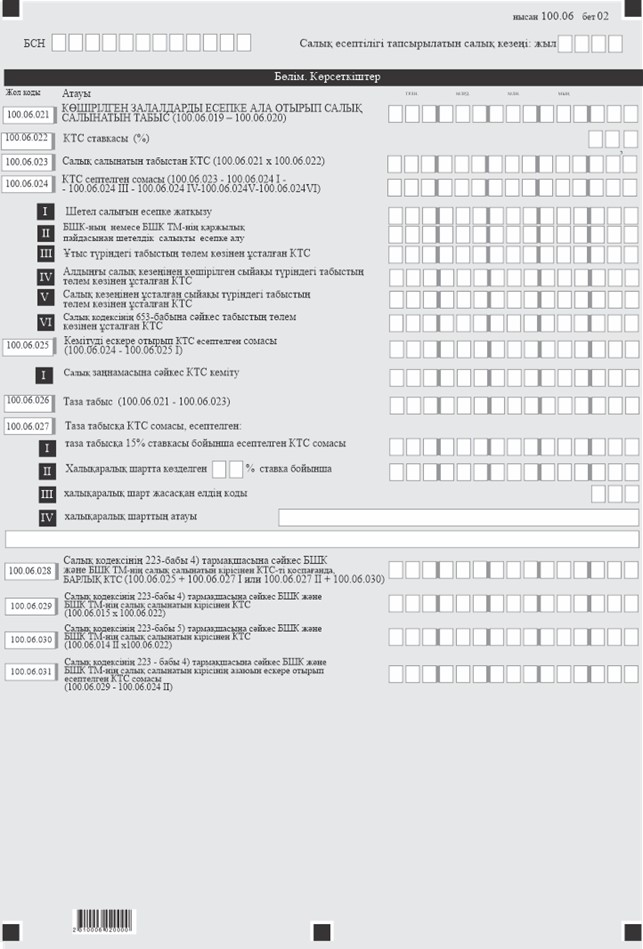 нысан 100.06 бет 02
БСН
Салық есептілігі тапсырылатын салық кезеңі: жыл
Бөлім. Көрсеткіштер
Жол коды
Атауы
100.06.021
КӨШІРІЛГЕН ЗАЛАЛДАРДЫ ЕСЕПКЕ АЛА ОТЫРЫП САЛЫҚ
САЛЫНАТЫН ТАБЫС (100.06.019 – 100.06.020)
100.06.022
КТС ставкасы (%)
,
100.06.023
Салық салынатын табыстан КТС (100.06.021 x 100.06.022)
100.06.024
КТС септелген сомасы (100.06.023 - 100.06.024 I -
- 100.06.024 III - 100.06.024 IV-100.06.024V-100.06.024VI)
I
Шетел салығын есепке жатқызу
II
БШК-ның немесе БШК ТМ-нің қаржылық
пайдасынан шетелдік салықты есепке алу
III
Ұтыс түріндегі табыстың төлем көзінен ұсталған КТС
IV
Алдыңғы салық кезеңінен көшірілген сыйақы түріндегі табыстың
төлем көзінен ұсталған КТС
V
Салық кезеңінен ұсталған сыйақы түріндегі табыстың
төлем көзінен ұсталған КТС
VI
Салық кодексінің 653-бабына сәйкес табыстың төлем
көзінен ұсталған КТС
100.06.025
Кемітуді ескере отырып КТС есептелген сомасы
(100.06.024 - 100.06.025 I)
I
Салық заңнамасына сәйкес КТС кеміту
100.06.026
Таза табыс (100.06.021 - 100.06.023)
100.06.027
Таза табысқа КТС сомасы, есептелген:
I
таза табысқа 15% ставкасы бойынша есептелген КТС сомасы
II
Халықаралық шартта көзделген % ставка бойынша
III
халықаралық шарт жасасқан елдің коды
IV
халықаралық шарттың атауы
100.06.028
Салық кодексінің 223-бабы 4) тармақшасына сәйкес БШК
және БШК ТМ-нің салық салынатын кірісінен КТС-ті қоспағанда,
БАРЛЫҚ КТС (100.06.025 + 100.06.027 I или 100.06.027 II + 100.06.030)
100.06.029
Салық кодексінің 223-бабы 4) тармақшасына сәйкес БШК және
БШК ТМ-нің салық салынатын кірісінен КТС
(100.06.015 x 100.06.022)
100.06.030
Салық кодексінің 223-бабы 5) тармақшасына сәйкес БШК және
БШК ТМ-нің салық салынатын кірісінен КТС
(100.06.014 II x100.06.022)
100.06.031
Салық кодексінің 223 - бабы 4) тармақшасына сәйкес БШК және
БШК ТМ-нің салық салынатын кірісінің азаюын ескере отырып
есептелген КТС сомасы
(100.06.029 - 100.06.024 II)